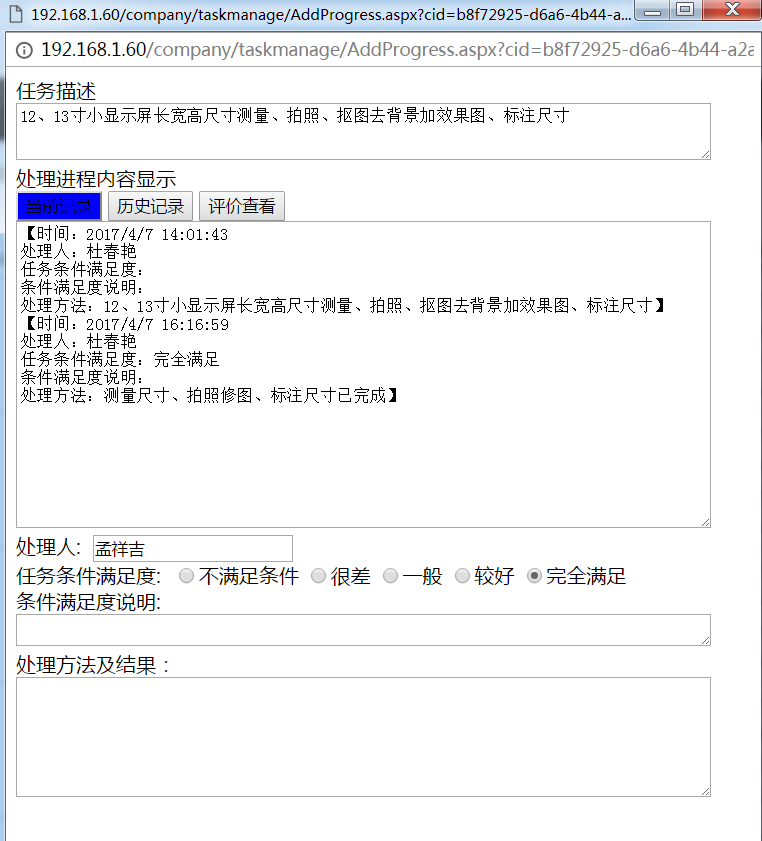 192.168.1.60/company/taskmanage/AddProgress.aspx?cid=b8f72925-d6a6-4b44-a...
192.168.1.60/company/taskmanage/AddProgress.aspx?cid=b8f72925-d6a6-4b44-a2a
任务描述
12、13寸小显示屏长宽高尺寸测量、拍照、抠图去背景加效果图、标注尺寸
处理进程内容显示
当前记录 历史记录 评价查看
【时间：2017/4/7 14:01:43
处理人：杜春艳
任务条件满足度：
条件满足度说明：
处理方法：12、13寸小显示屏长宽高尺寸测量、拍照、抠图去背景加效果图、标注尺寸】
【时间：2017/4/7 16:16:59
处理人：杜春艳
任务条件满足度：完全满足
条件满足度说明：
处理方法：测量尺寸、拍照修图、标注尺寸已完成】
处理人: 孟祥吉
任务条件满足度: 不满足条件 很差 一般 较好 完全满足
条件满足度说明:
处理方法及结果：